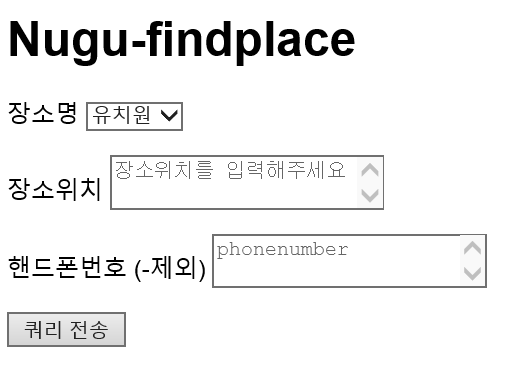 Nugu-findplace
장소명 유치원
장소위치 장소위치를 입력해주세요
핸드폰번호 (-제외) phonenumber
쿼리 전송